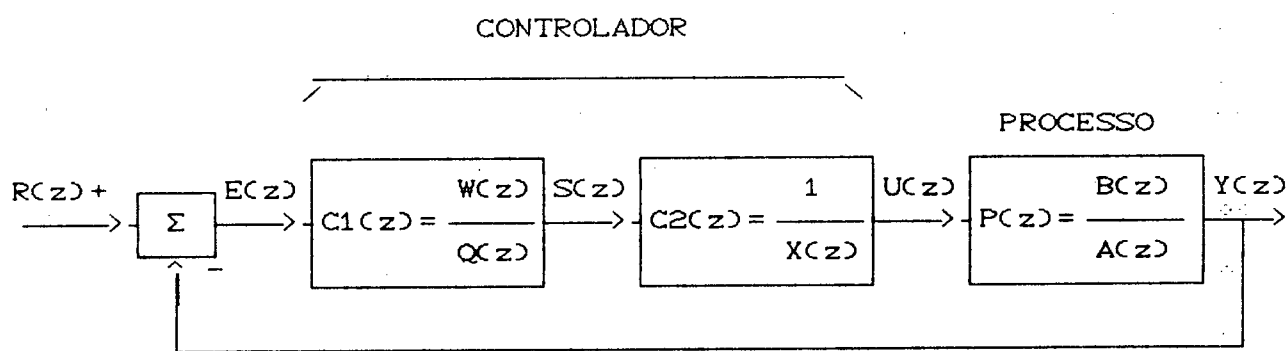 CONTROLADOR
PROCESSO
R(z) + Σ − E(z) C1(z) = W(z) / Q(z) S(z) C2(z) = 1 / X(z) U(z) P(z) = B(z) / A(z) Y(z)